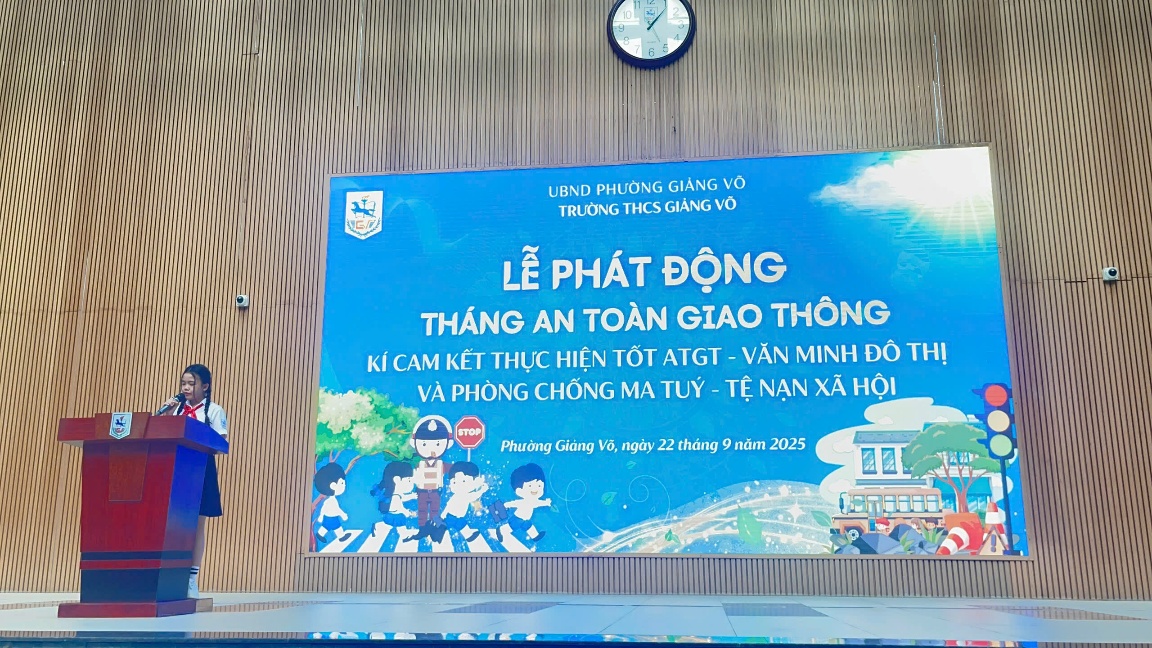 UBND PHƯỜNG GIẢNG VÕ
TRƯỜNG THCS GIẢNG VÕ
LỄ PHÁT ĐỘNG
THÁNG AN TOÀN GIAO THÔNG
KÍ CAM KẾT THỰC HIỆN TỐT ATGT - VĂN MINH ĐÔ THỊ
VÀ PHÒNG CHỐNG MA TUÝ - TỆ NẠN XÃ HỘI
STOP
Phường Giảng Võ, ngày 22 tháng 9 năm 2025